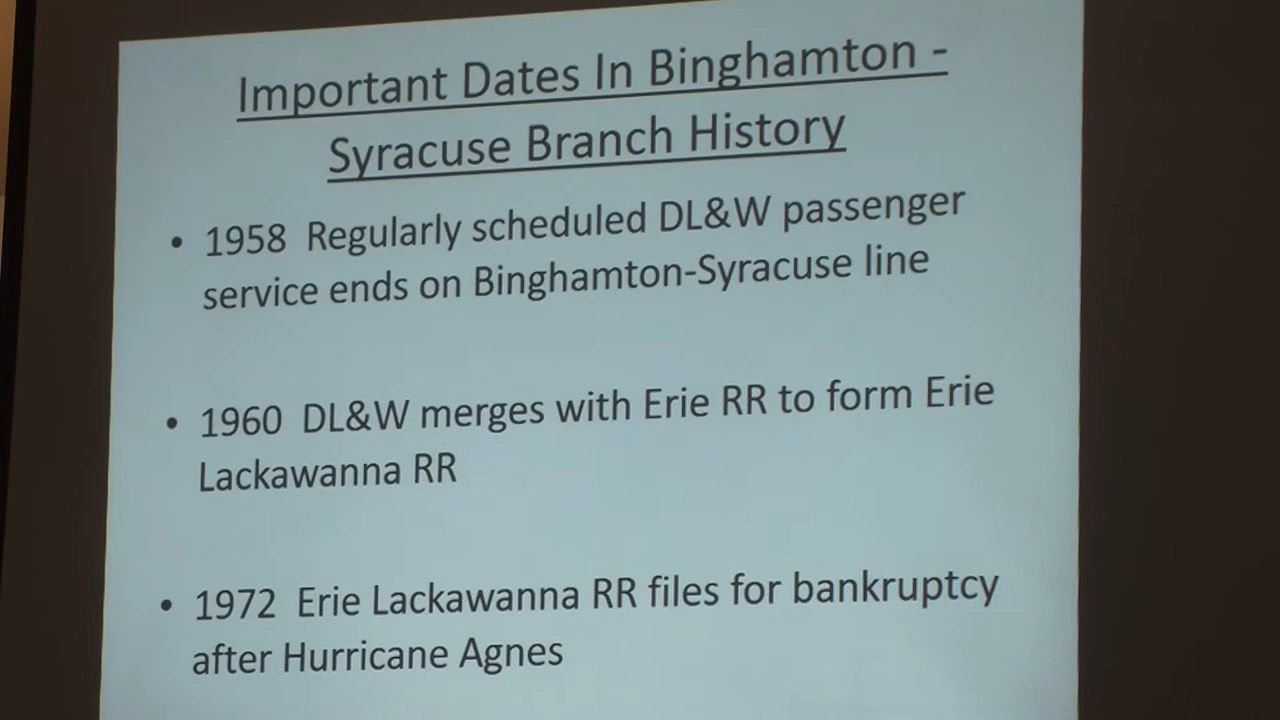 Important Dates In Binghamton -
Syracuse Branch History
• 1958 Regularly scheduled DL&W passenger
service ends on Binghamton-Syracuse line
• 1960 DL&W merges with Erie RR to form Erie
Lackawanna RR
• 1972 Erie Lackawanna RR files for bankruptcy
after Hurricane Agnes